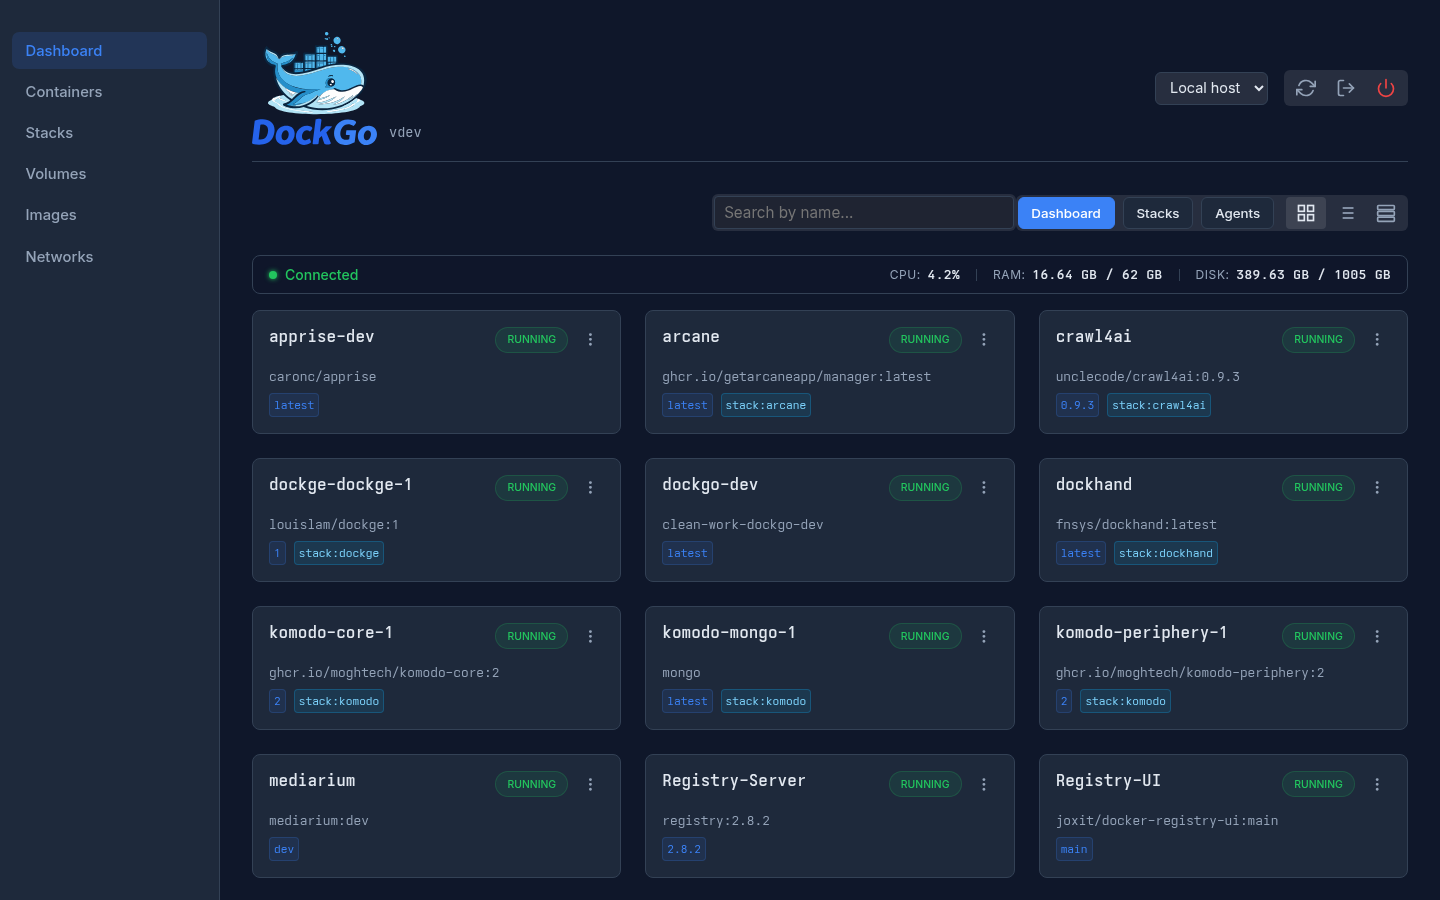 Dashboard
Containers
Stacks
Volumes
Images
Networks
DockGo vdev
Local host
Search by name...
Dashboard
Stacks
Agents
Connected
CPU: 4.2% RAM: 16.64 GB / 62 GB DISK: 389.63 GB / 1005 GB
apprise-dev
RUNNING
caronc/apprise
latest
arcane
RUNNING
ghcr.io/getarcaneapp/manager:latest
latest stack:arcane
crawl4ai
RUNNING
unclecode/crawl4ai:0.9.3
0.9.3 stack:crawl4ai
dockge-dockge-1
RUNNING
louislam/dockge:1
1 stack:dockge
dockgo-dev
RUNNING
clean-work-dockgo-dev
latest
dockhand
RUNNING
fnsys/dockhand:latest
latest stack:dockhand
komodo-core-1
RUNNING
ghcr.io/moghtech/komodo-core:2
2 stack:komodo
komodo-mongo-1
RUNNING
mongo
latest stack:komodo
komodo-periphery-1
RUNNING
ghcr.io/moghtech/komodo-periphery:2
2 stack:komodo
mediarium
RUNNING
mediarium:dev
dev
Registry-Server
RUNNING
registry:2.8.2
2.8.2
Registry-UI
RUNNING
joxit/docker-registry-ui:main
main